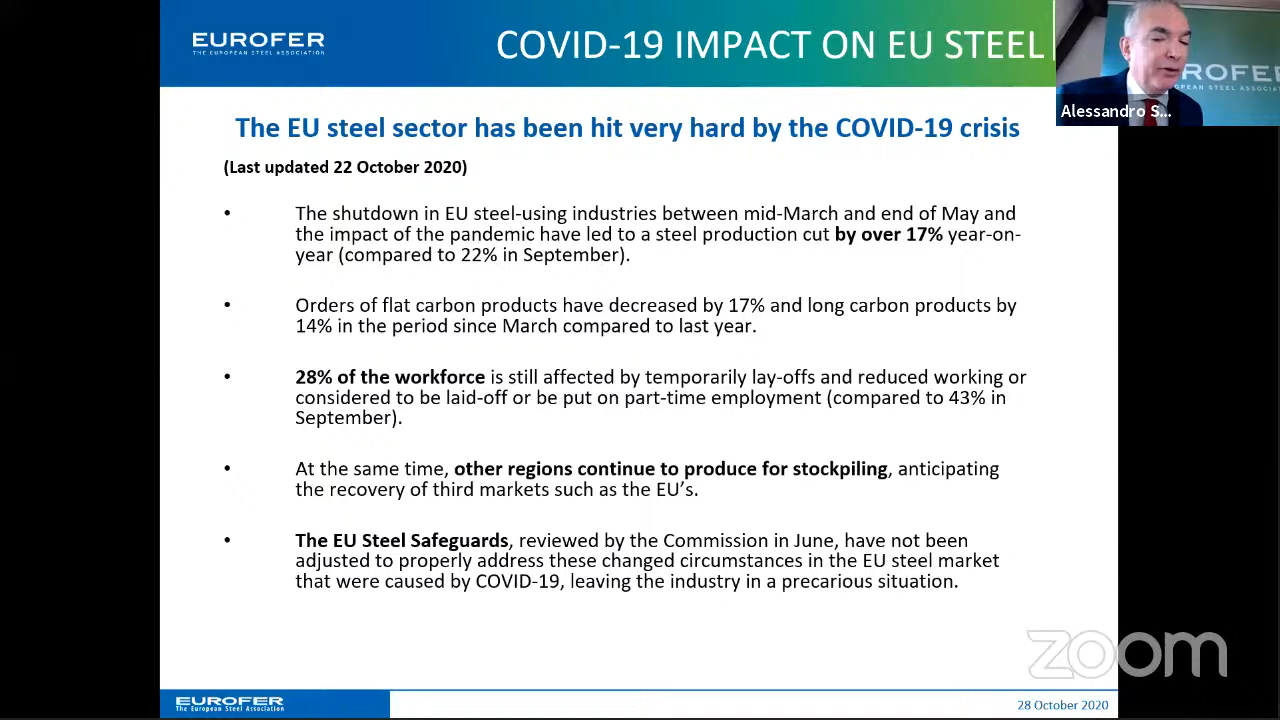 EUROFER
THE EUROPEAN STEEL ASSOCIATION
COVID-19 IMPACT ON EU STEEL
ROFER
Alessandro S...
The EU steel sector has been hit very hard by the COVID-19 crisis
(Last updated 22 October 2020)
• The shutdown in EU steel-using industries between mid-March and end of May and
the impact of the pandemic have led to a steel production cut by over 17% year-on-
year (compared to 22% in September).
• Orders of flat carbon products have decreased by 17% and long carbon products by
14% in the period since March compared to last year.
• 28% of the workforce is still affected by temporarily lay-offs and reduced working or
considered to be laid-off or be put on part-time employment (compared to 43% in
September).
• At the same time, other regions continue to produce for stockpiling, anticipating
the recovery of third markets such as the EU's.
• The EU Steel Safeguards, reviewed by the Commission in June, have not been
adjusted to properly address these changed circumstances in the EU steel market
that were caused by COVID-19, leaving the industry in a precarious situation.
zoom
EUROFER
The European Steel Association
28 October 2020